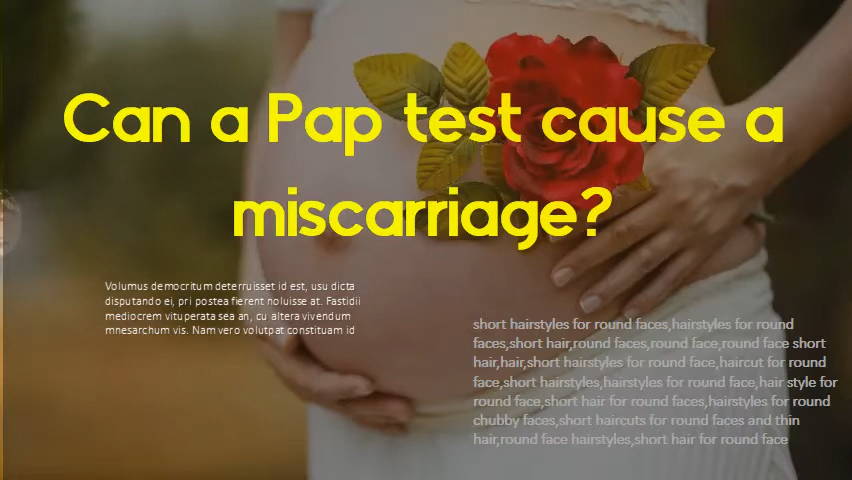 Can a Pap test cause a
miscarriage?
Volumus democritum deterruisset id est, usu dicta
disputando ei, pri postea fierent noluisse at. Fastidii
mediocrem vituperata sea an, cu altera vivendum
mnesarchum vis. Nam vero volutpat constituam id
short hairstyles for round faces,hairstyles for round
faces,short hair,round faces,round face,round face short
hair,hair,short hairstyles for round face,haircut for round
face,short hairstyles,hairstyles for round face,hair style for
round face,short hair for round faces,hairstyles for round
chubby faces,short haircuts for round faces and thin
hair,round face hairstyles,short hair for round face